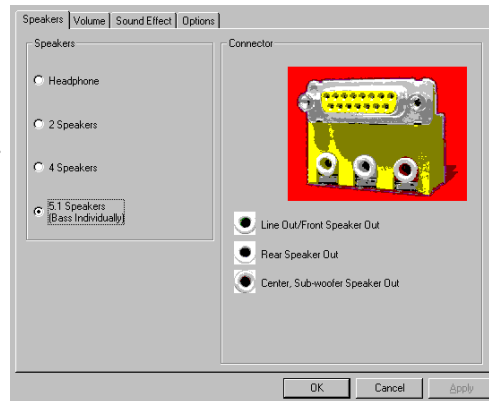 Speakers Volume Sound Effect Options
Speakers
Headphone
2 Speakers
4 Speakers
5.1 Speakers
(Bass Individually)
Connector
Line Out/Front Speaker Out
Rear Speaker Out
Center, Sub-woofer Speaker Out
OK Cancel Apply